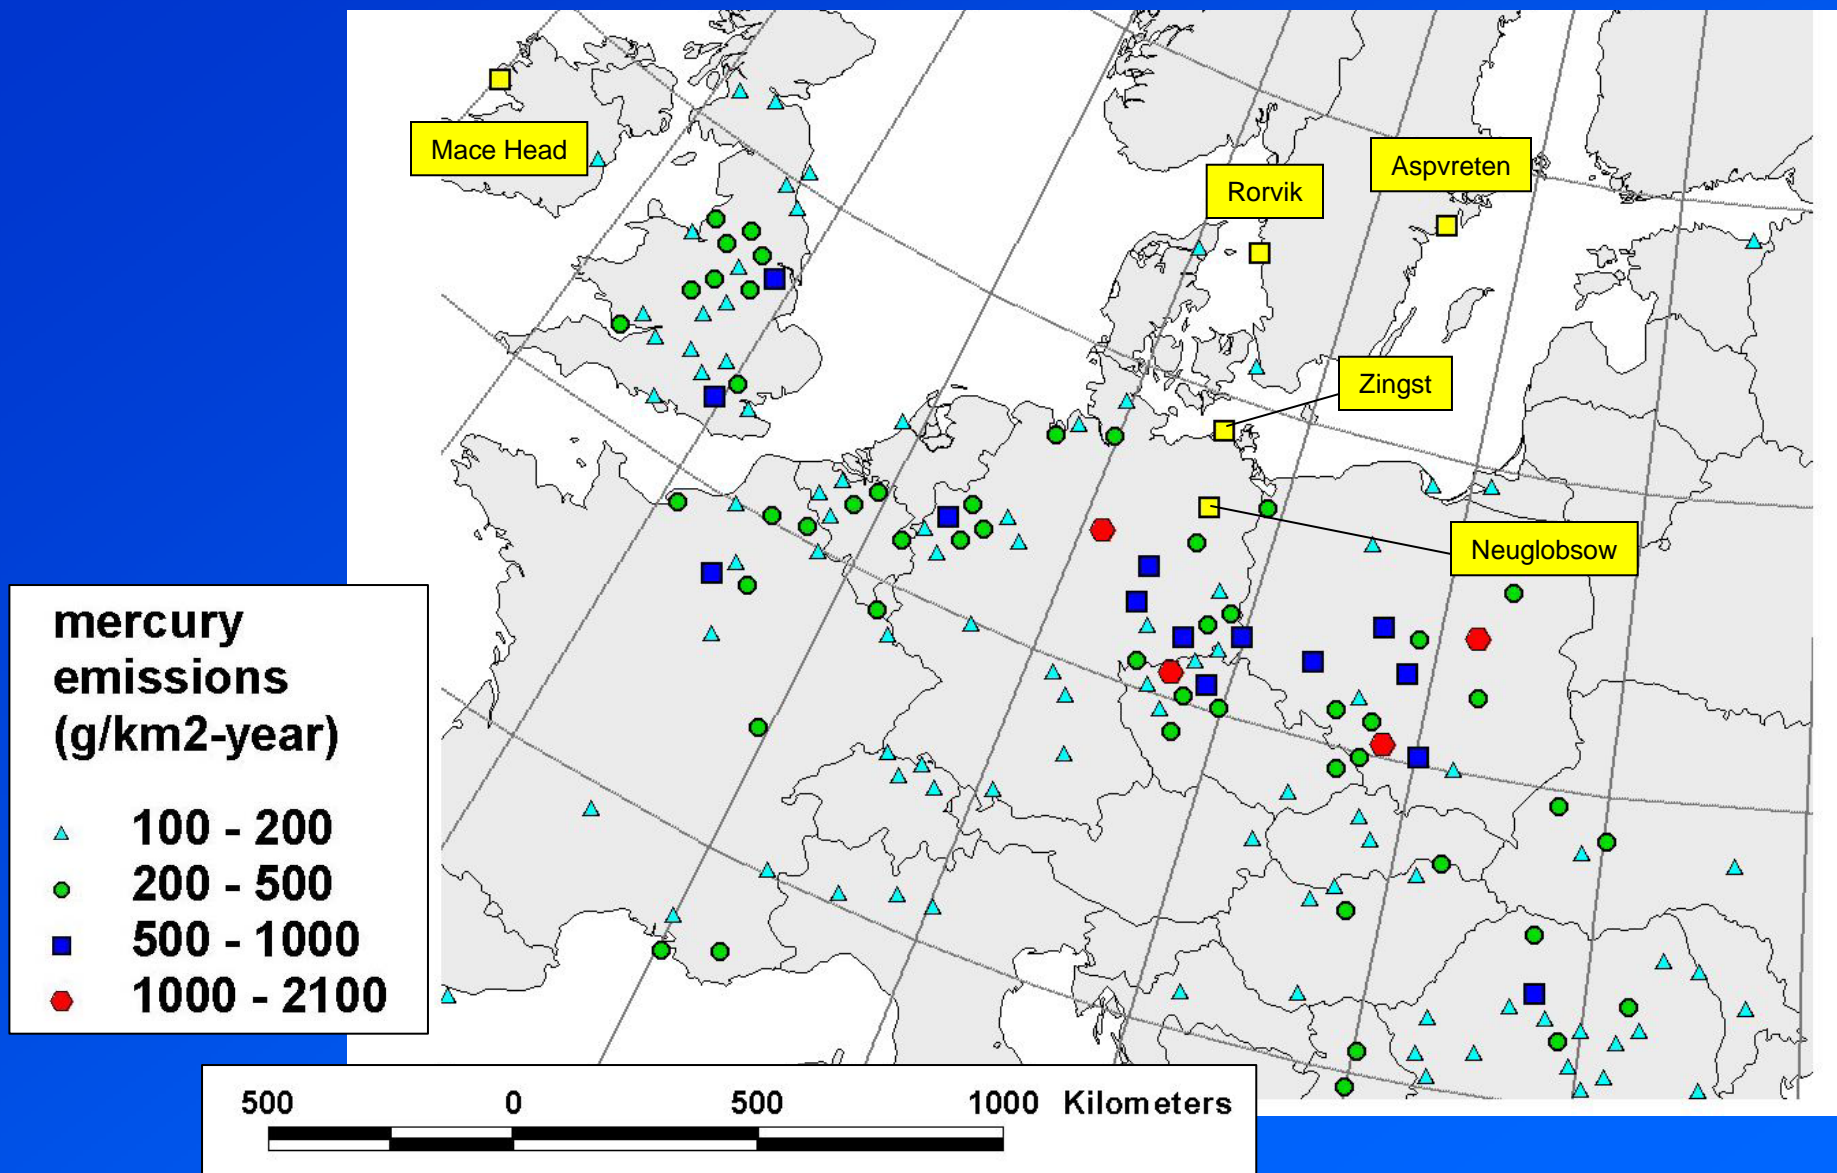 Mace Head
Aspvreten
Rorvik
Zingst
Neuglobsow
mercury
emissions
(g/km2-year)
100 - 200
200 - 500
500 - 1000
1000 - 2100
500 0 500 1000 Kilometers